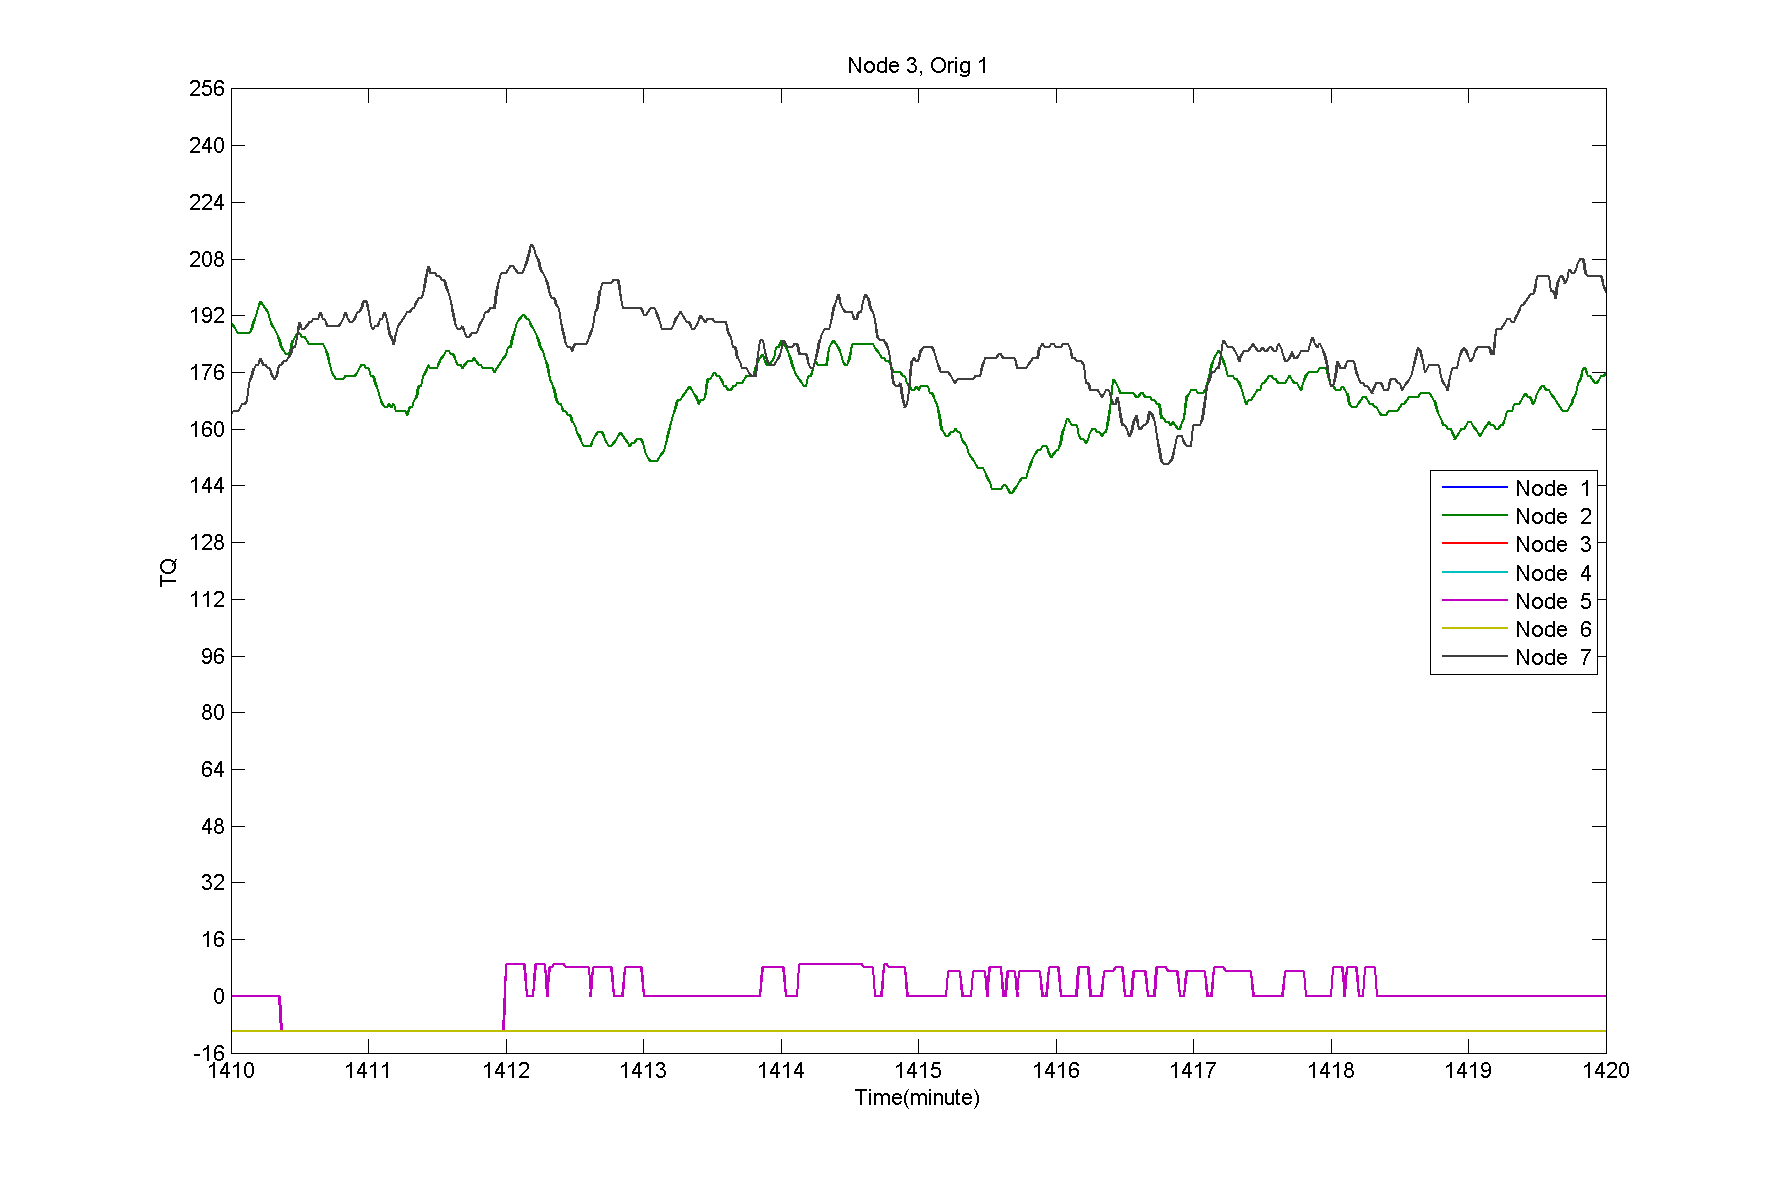 Node 3, Orig 1
256
240
224
208
192
176
160
144
128
112
96
80
64
48
32
16
0
-16
TQ
Node 1
Node 2
Node 3
Node 4
Node 5
Node 6
Node 7
1410 1411 1412 1413 1414 1415 1416 1417 1418 1419 1420
Time(minute)